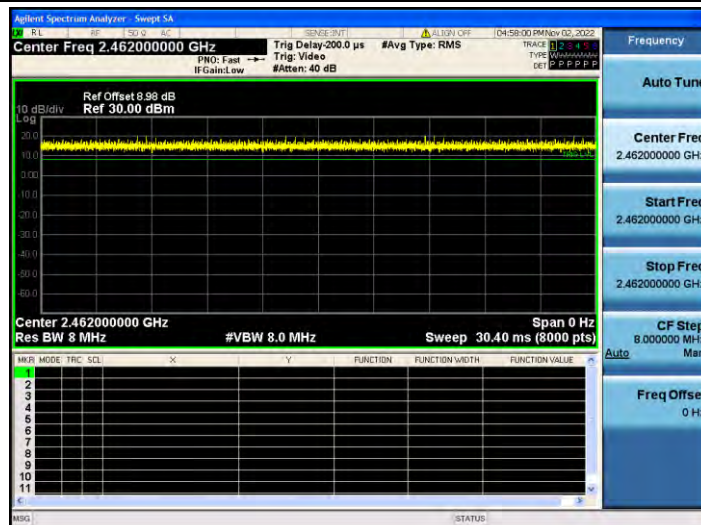 Agilent Spectrum Analyzer - Swept SA
RL RF 50 Ω AC SENSE:INT ALIGN OFF 04:58:00 PM Nov 02, 2022
Center Freq 2.462000000 GHz
PNO: Fast
IFGain:Low
Trig Delay-200.0 µs
Trig: Video
#Atten: 40 dB
#Avg Type: RMS
TRACE 1 2 3 4 5 6
TYPE
DET P P P P P P
Ref Offset 8.98 dB
10 dB/div Ref 30.00 dBm
Log
20.0
10.0
0.00
-10.0
-20.0
-30.0
-40.0
-50.0
-60.0
Center 2.462000000 GHz Span 0 Hz
Res BW 8 MHz #VBW 8.0 MHz Sweep 30.40 ms (8000 pts)
MKR MODE TRC SCL X Y FUNCTION FUNCTION WIDTH FUNCTION VALUE
1
2
3
4
5
6
7
8
9
10
11
MSG STATUS
Frequency
Auto Tune
Center Freq
2.462000000 GHz
Start Freq
2.462000000 GHz
Stop Freq
2.462000000 GHz
CF Step
8.000000 MHz
Auto Man
Freq Offset
0 Hz